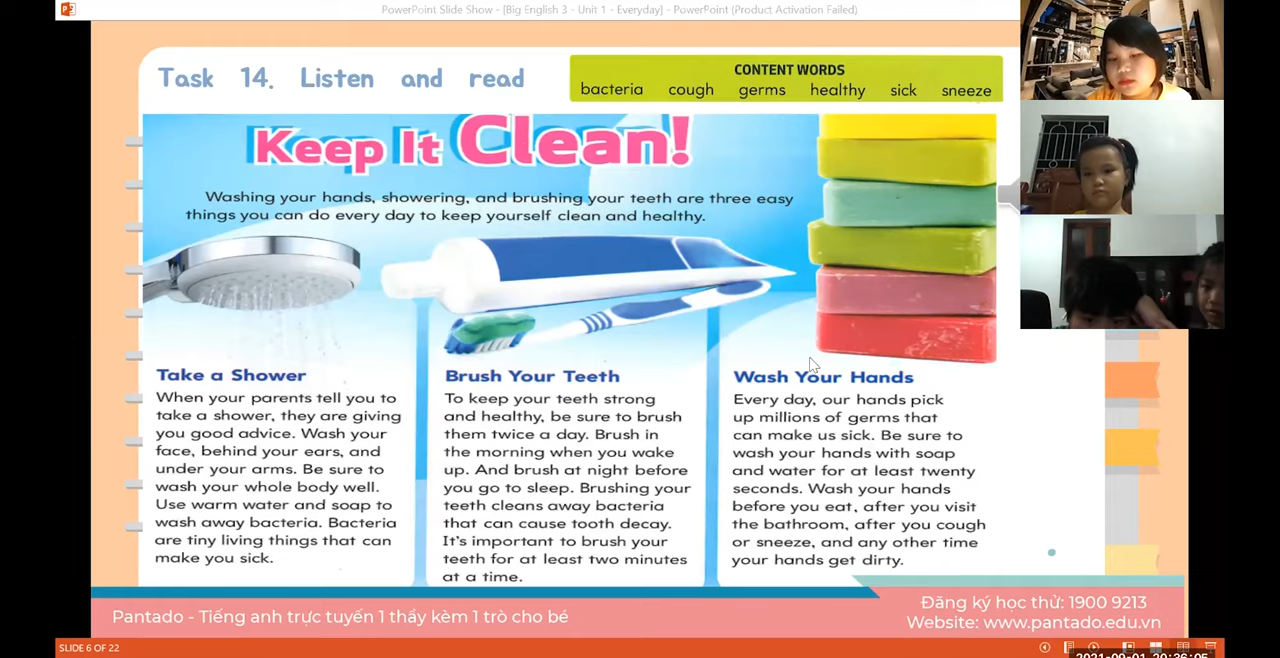 PowerPoint Slide Show - [Big English 3 - Unit 1 - Everyday] - PowerPoint (Product Activation Failed)
Task 14. Listen and read
CONTENT WORDS
bacteria cough germs healthy sick sneeze
Keep It Clean!
Washing your hands, showering, and brushing your teeth are three easy
things you can do every day to keep yourself clean and healthy.
Take a Shower
When your parents tell you to
take a shower, they are giving
you good advice. Wash your
face, behind your ears, and
under your arms. Be sure to
wash your whole body well.
Use warm water and soap to
wash away bacteria. Bacteria
are tiny living things that can
make you sick.
Brush Your Teeth
To keep your teeth strong
and healthy, be sure to brush
them twice a day. Brush in
the morning when you wake
up. And brush at night before
you go to sleep. Brushing your
teeth cleans away bacteria
that can cause tooth decay.
It's important to brush your
teeth for at least two minutes
at a time.
Wash Your Hands
Every day, our hands pick
up millions of germs that
can make us sick. Be sure to
wash your hands with soap
and water for at least twenty
seconds. Wash your hands
before you eat, after you visit
the bathroom, after you cough
or sneeze, and any other time
your hands get dirty.
Pantado - Tiếng anh trực tuyến 1 thầy kèm 1 trò cho bé
Đăng ký học thử: 1900 9213
Website: www.pantado.edu.vn
SLIDE 6 OF 22
2021-09-01 20:36:05